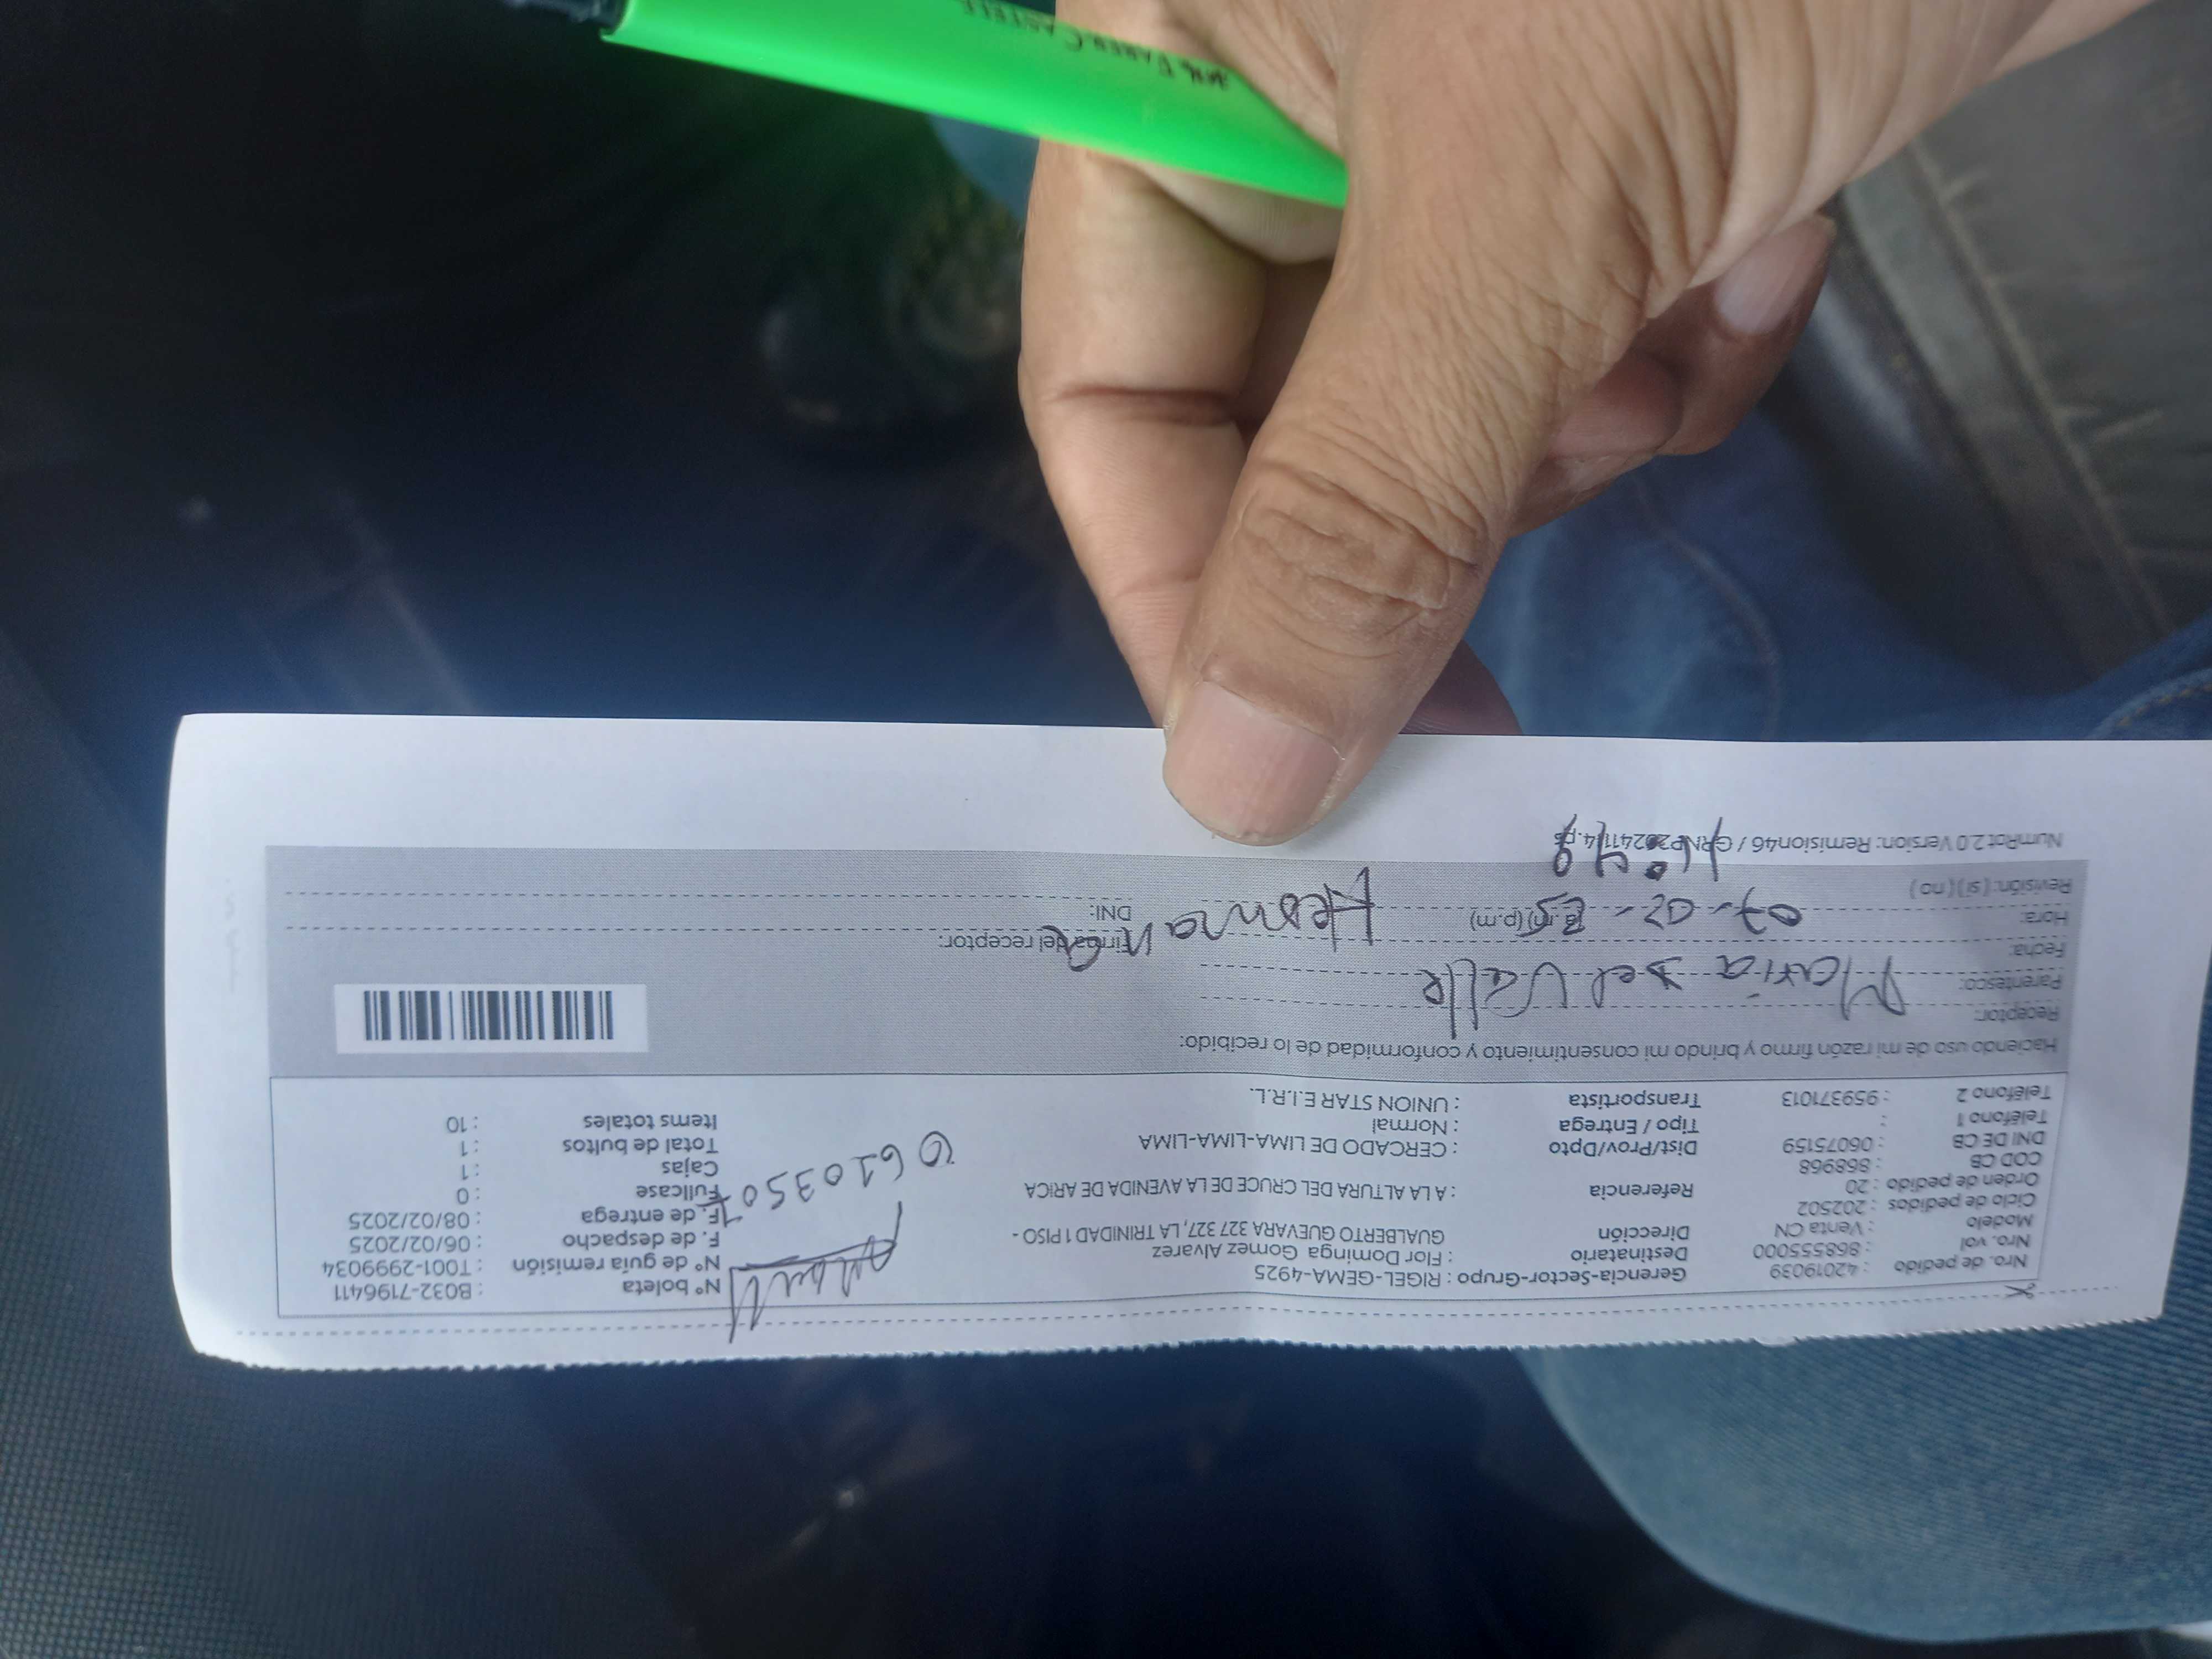 Nro. de pedido : 42019039
Nro. vol : 868555000
Modelo : Venta CN
Ciclo de pedidos : 202502
Orden de pedido : 20
COD CB : 868968
DNI DE CB : 06075159
Teléfono 1 :
Teléfono 2 : 959371013
Gerencia-Sector-Grupo : RIGEL-GEMA-4925
Destinatario : Flor Dominga Gomez Alvarez
Dirección GUALBERTO GUEVARA 327 327, LA TRINIDAD 1 PISO -
Referencia : A LA ALTURA DEL CRUCE DE LA AVENIDA DE ARICA
Dist/Prov/Dpto : CERCADO DE LIMA-LIMA-LIMA
Tipo / Entrega : Normal
Transportista : UNION STAR E.I.R.L.
N° boleta : B032-7196411
N° de guía remisión : T001-2999034
F. de despacho : 06/02/2025
F. de entrega : 08/02/2025
Fullcase : 0
Cajas : 1
Total de bultos : 1
Items totales : 10
Haciendo uso de mi razón firmo y brindo mi consentimiento y conformidad de lo recibido:
Receptor:
Parentesco: Maria del Valle
Fecha:
Hora: 07-02-25 (a.m) (p.m)
Revisión: (si) (no)
Firma del receptor:
DNI:
Hermana
NumRot 2.0 Version: Remision46 /